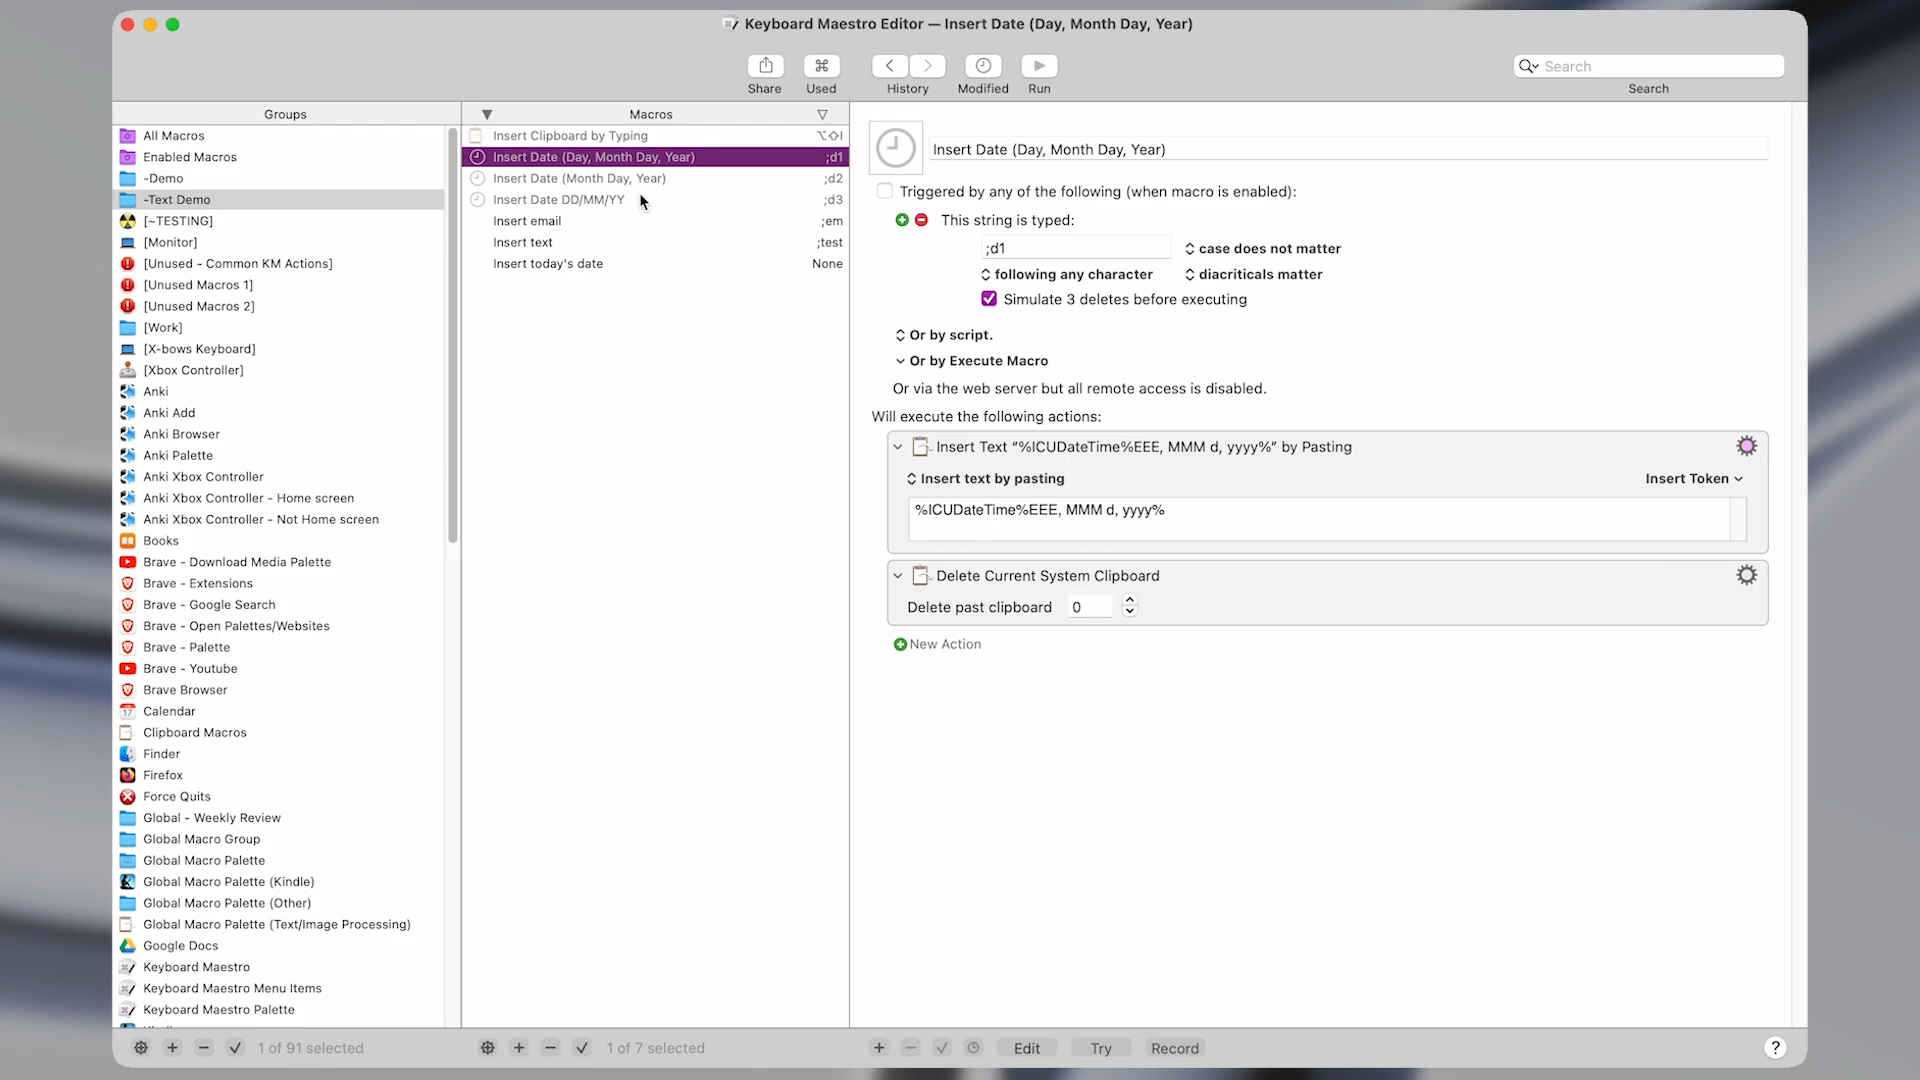 Keyboard Maestro Editor — Insert Date (Day, Month Day, Year)
Share
Used
History
Modified
Run
Search
Search
Groups
All Macros
Enabled Macros
-Demo
-Text Demo
[~TESTING]
[Monitor]
[Unused - Common KM Actions]
[Unused Macros 1]
[Unused Macros 2]
[Work]
[X-bows Keyboard]
[Xbox Controller]
Anki
Anki Add
Anki Browser
Anki Palette
Anki Xbox Controller
Anki Xbox Controller - Home screen
Anki Xbox Controller - Not Home screen
Books
Brave - Download Media Palette
Brave - Extensions
Brave - Google Search
Brave - Open Palettes/Websites
Brave - Palette
Brave - Youtube
Brave Browser
Calendar
Clipboard Macros
Finder
Firefox
Force Quits
Global - Weekly Review
Global Macro Group
Global Macro Palette
Global Macro Palette (Kindle)
Global Macro Palette (Other)
Global Macro Palette (Text/Image Processing)
Google Docs
Keyboard Maestro
Keyboard Maestro Menu Items
Keyboard Maestro Palette
1 of 91 selected
Macros
Insert Clipboard by Typing ⌥⇧I
Insert Date (Day, Month Day, Year) ;d1
Insert Date (Month Day, Year) ;d2
Insert Date DD/MM/YY ;d3
Insert email ;em
Insert text ;test
Insert today's date None
1 of 7 selected
Insert Date (Day, Month Day, Year)
Triggered by any of the following (when macro is enabled):
This string is typed:
;d1 case does not matter
following any character diacriticals matter
Simulate 3 deletes before executing
Or by script.
Or by Execute Macro
Or via the web server but all remote access is disabled.
Will execute the following actions:
Insert Text “%ICUDateTime%EEE, MMM d, yyyy%” by Pasting
Insert text by pasting Insert Token
%ICUDateTime%EEE, MMM d, yyyy%
Delete Current System Clipboard
Delete past clipboard 0
New Action
Edit Try Record ?